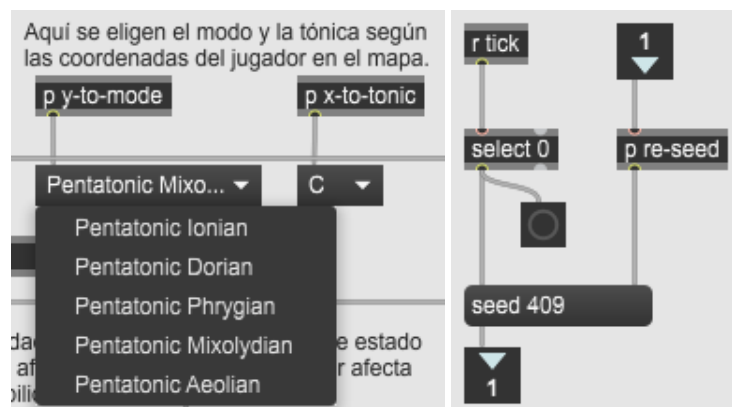 Aquí se eligen el modo y la tónica según
las coordenadas del jugador en el mapa.
p y-to-mode
p x-to-tonic
Pentatonic Mixo...
C
Pentatonic Ionian
Pentatonic Dorian
Pentatonic Phrygian
Pentatonic Mixolydian
Pentatonic Aeolian
e estado
r afecta
r tick
1
select 0
p re-seed
seed 409
1